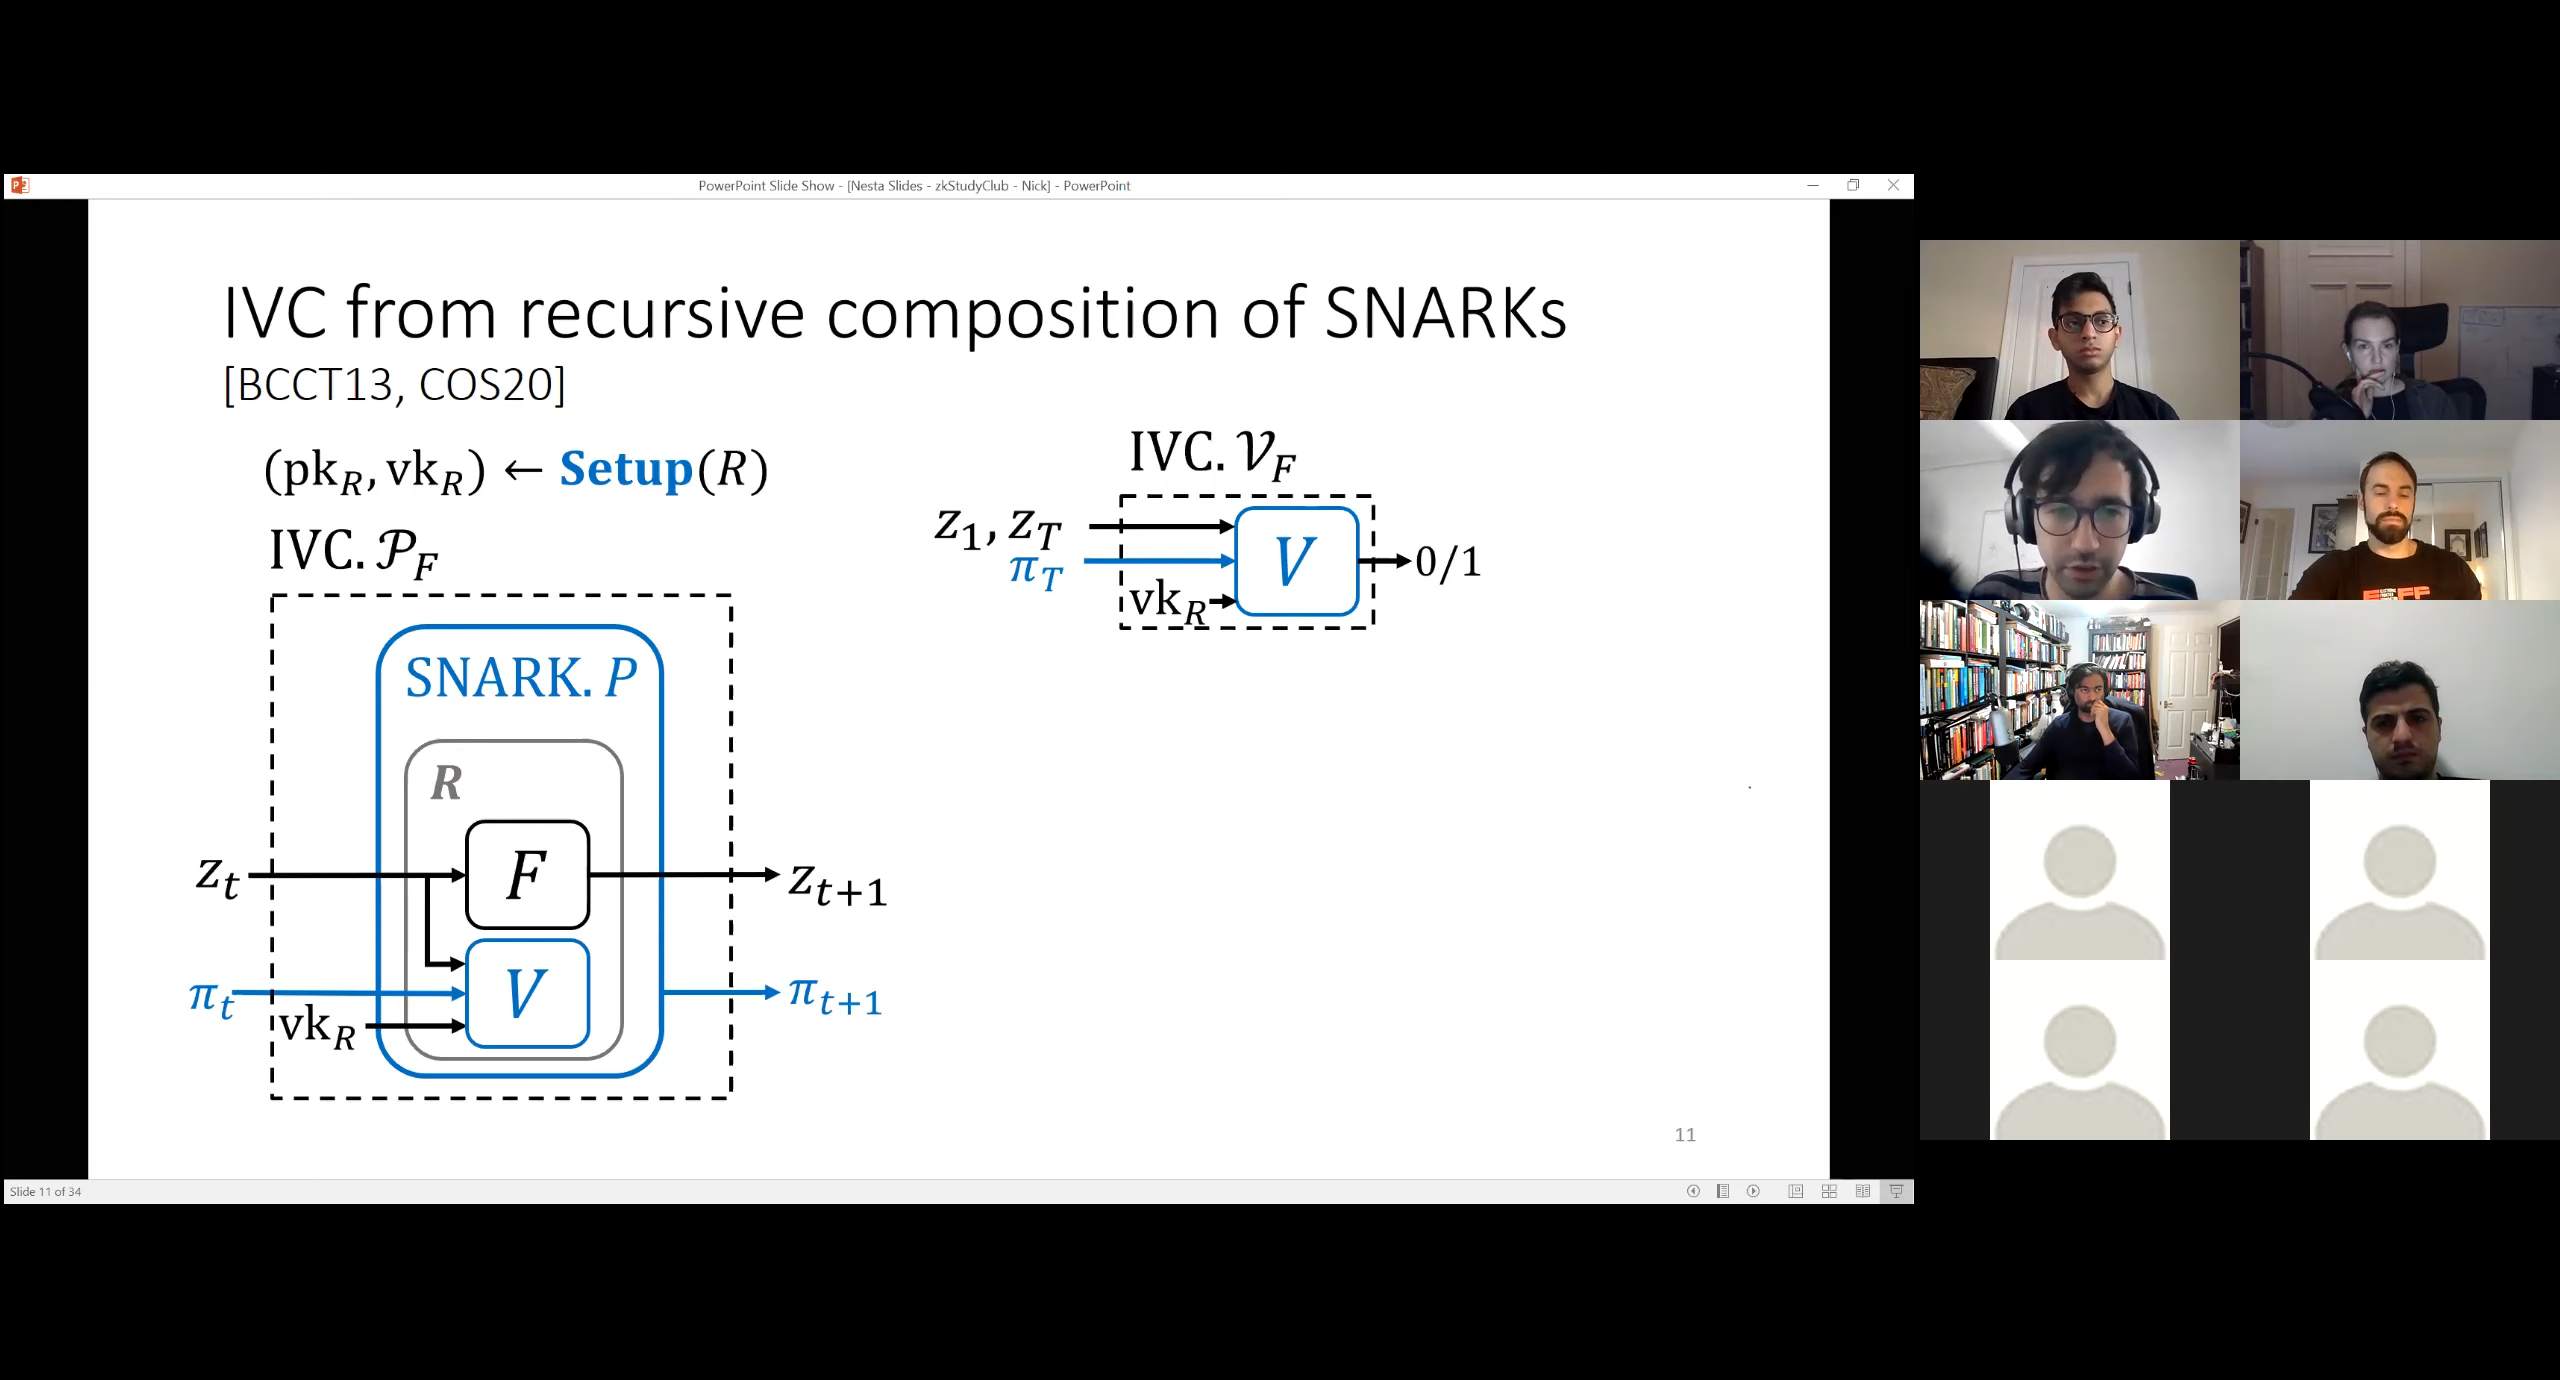 PowerPoint Slide Show - [Nesta Slides - zkStudyClub - Nick] - PowerPoint
IVC from recursive composition of SNARKs
[BCCT13, COS20]
(pk_R, vk_R) ← Setup(R)
IVC. 𝒫_F
SNARK. P
R
z_t
F
z_{t+1}
π_t
V
π_{t+1}
vk_R
IVC. 𝒱_F
z_1, z_T
π_T
vk_R
V
0/1
11
Slide 11 of 34